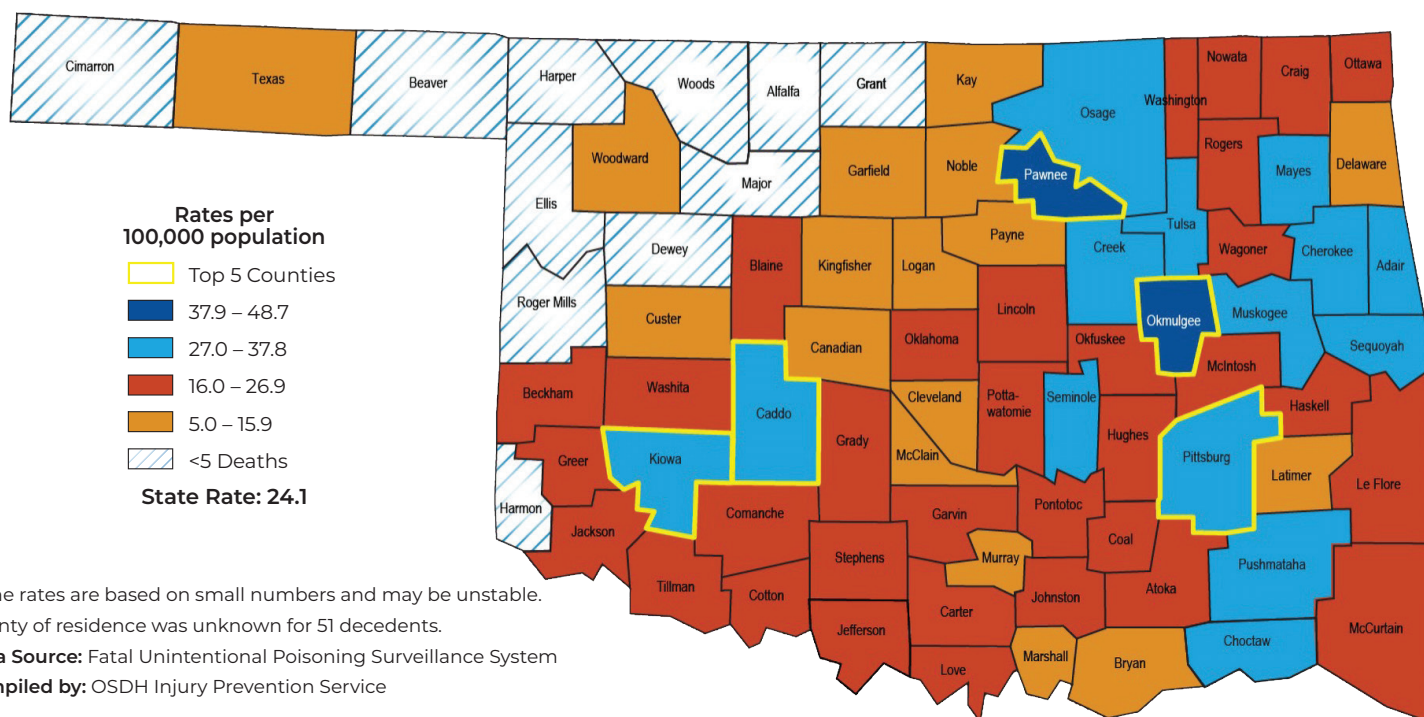 Cimarron
Texas
Beaver
Harper
Woods
Alfalfa
Grant
Kay
Osage
Washington
Nowata
Craig
Ottawa
Woodward
Garfield
Noble
Pawnee
Rogers
Mayes
Delaware
Ellis
Major
Dewey
Blaine
Kingfisher
Logan
Payne
Creek
Tulsa
Wagoner
Cherokee
Adair
Roger Mills
Custer
Canadian
Oklahoma
Lincoln
Okfuskee
Okmulgee
Muskogee
Sequoyah
McIntosh
Beckham
Washita
Caddo
Grady
Cleveland
McClain
Potta-
watomie
Seminole
Hughes
Pittsburg
Haskell
Latimer
Le Flore
Greer
Kiowa
Harmon
Jackson
Comanche
Garvin
Pontotoc
Coal
Pushmataha
Tillman
Cotton
Stephens
Murray
Johnston
Atoka
Jefferson
Carter
Love
Marshall
Bryan
Choctaw
McCurtain
Rates per
100,000 population
Top 5 Counties
37.9 – 48.7
27.0 – 37.8
16.0 – 26.9
5.0 – 15.9
<5 Deaths
State Rate: 24.1
rates are based on small numbers and may be unstable.
of residence was unknown for 51 decedents.
Source: Fatal Unintentional Poisoning Surveillance System
by: OSDH Injury Prevention Service